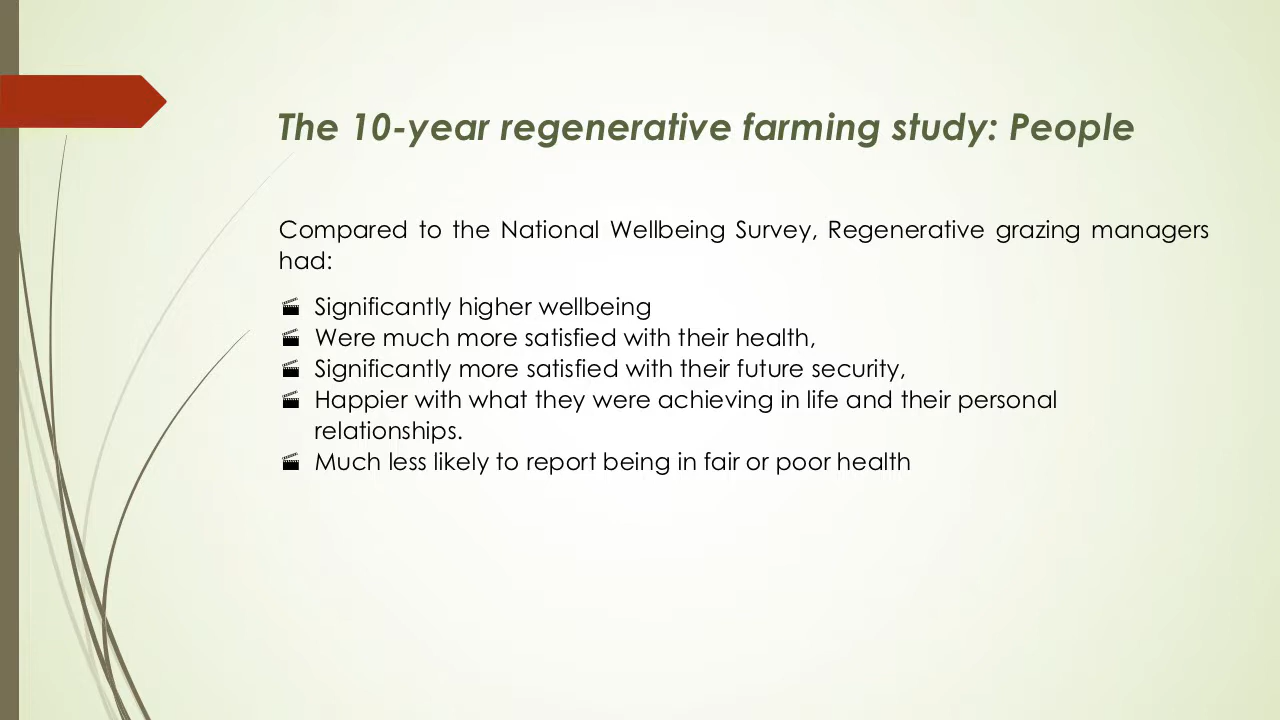 The 10-year regenerative farming study: People
Compared to the National Wellbeing Survey, Regenerative grazing managers
had:
Significantly higher wellbeing
Were much more satisfied with their health,
Significantly more satisfied with their future security,
Happier with what they were achieving in life and their personal
relationships.
Much less likely to report being in fair or poor health